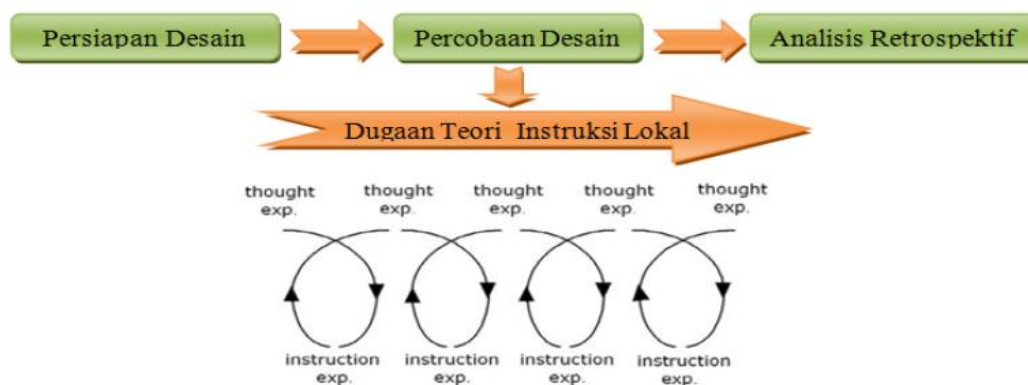 Persiapan Desain
Percobaan Desain
Analisis Retrospektif
Dugaan Teori Instruksi Lokal
thought
exp.
thought
exp.
thought
exp.
thought
exp.
thought
exp.
instruction
exp.
instruction
exp.
instruction
exp.
instruction
exp.